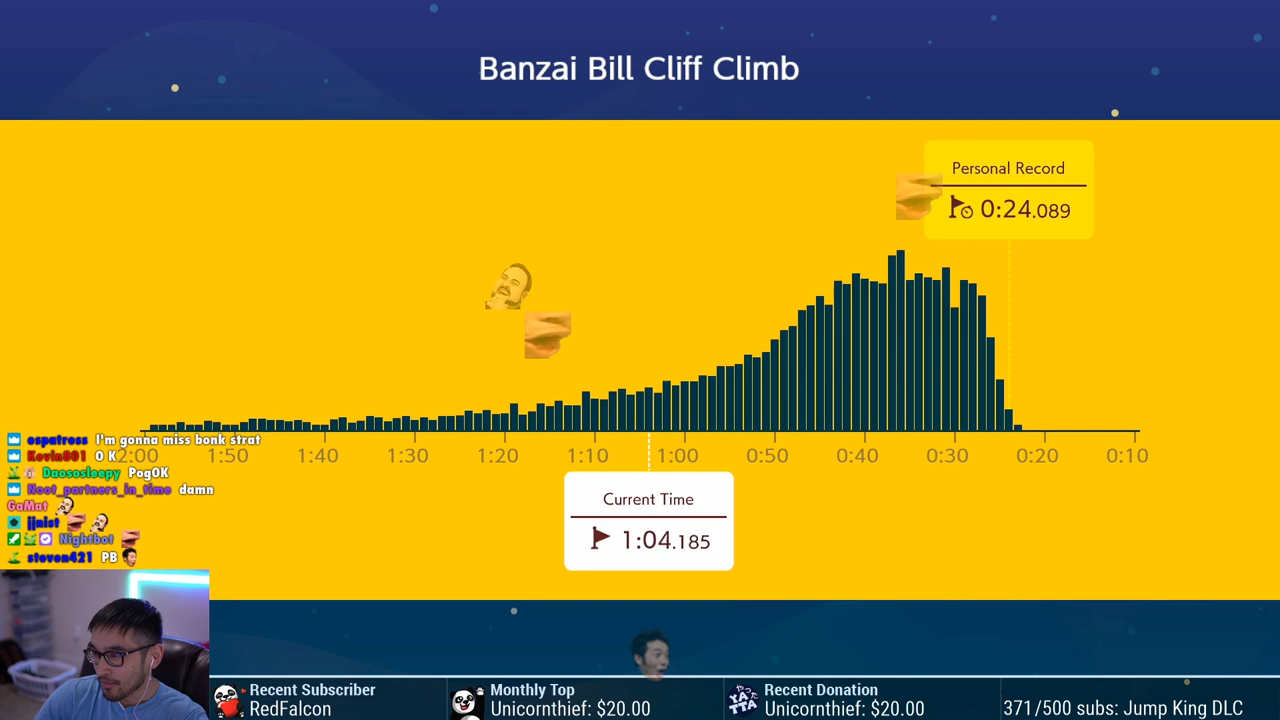 Banzai Bill Cliff Climb
Personal Record
0:24.089
2:00 1:50 1:40 1:30 1:20 1:10 1:00 0:50 0:40 0:30 0:20 0:10
Current Time
1:04.185
ospatress I'm gonna miss bonk strat
Kevin801 O K
Daososleepy PogOK
Noot_partners_in_time damn
GaMat
jjnist
Nightbot
steven421 PB
Recent Subscriber
RedFalcon
Monthly Top
Unicornthief: $20.00
Recent Donation
Unicornthief: $20.00
371/500 subs: Jump King DLC